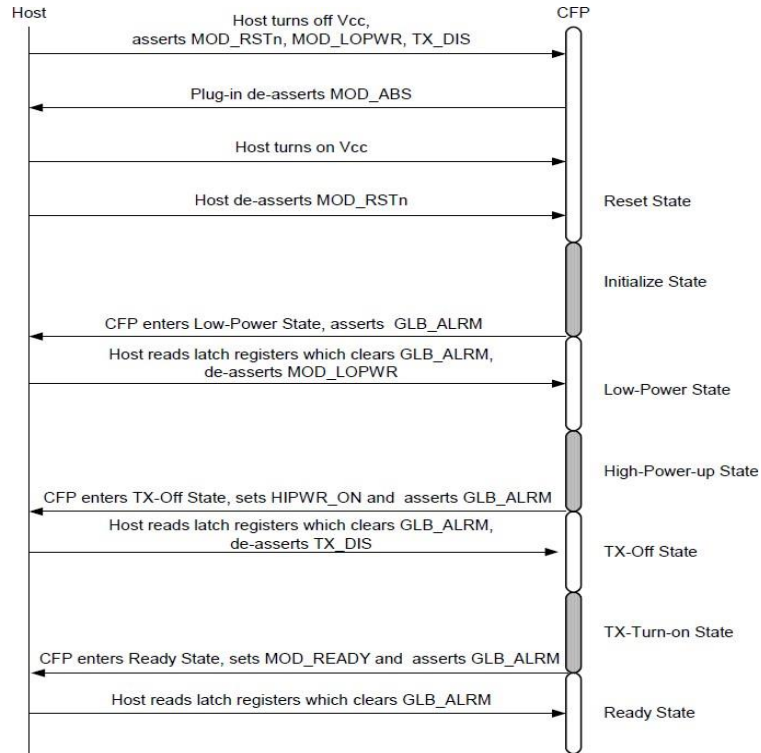 Host
CFP
Host turns off Vcc,
asserts MOD_RSTn, MOD_LOPWR, TX_DIS
Plug-in de-asserts MOD_ABS
Host turns on Vcc
Host de-asserts MOD_RSTn
Reset State
Initialize State
CFP enters Low-Power State, asserts GLB_ALRM
Host reads latch registers which clears GLB_ALRM,
de-asserts MOD_LOPWR
Low-Power State
High-Power-up State
CFP enters TX-Off State, sets HIPWR_ON and asserts GLB_ALRM
Host reads latch registers which clears GLB_ALRM,
de-asserts TX_DIS
TX-Off State
TX-Turn-on State
CFP enters Ready State, sets MOD_READY and asserts GLB_ALRM
Host reads latch registers which clears GLB_ALRM
Ready State